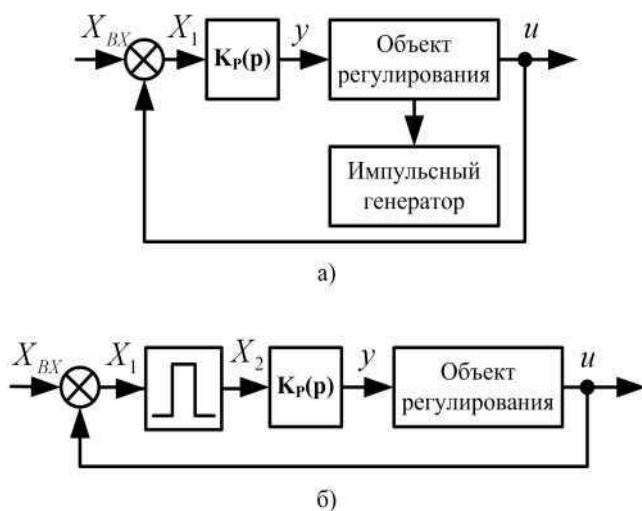 X_BX X_1 K_P(p) y Объект регулирования u
Импульсный генератор
а)
X_BX X_1 X_2 K_P(p) y Объект регулирования u
б)